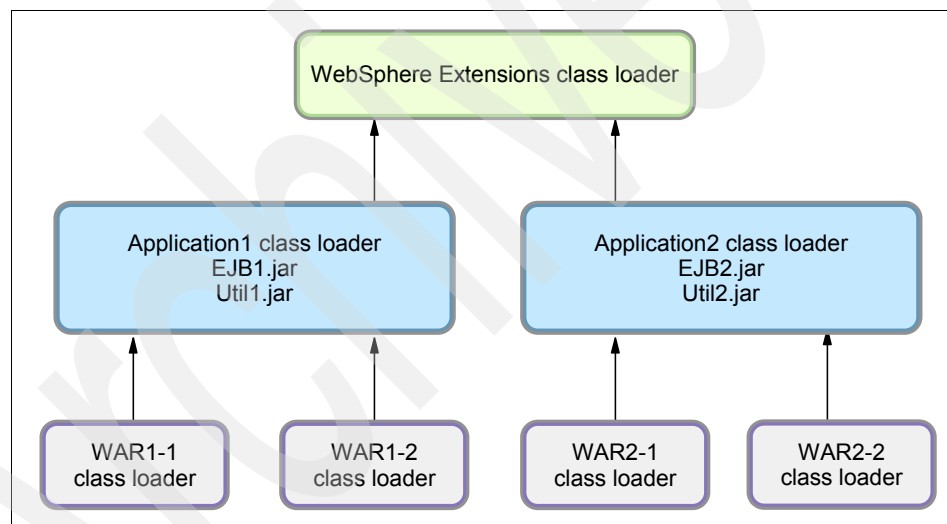 WebSphere Extensions class loader
Application1 class loader
EJB1.jar
Util1.jar
Application2 class loader
EJB2.jar
Util2.jar
WAR1-1
class loader
WAR1-2
class loader
WAR2-1
class loader
WAR2-2
class loader